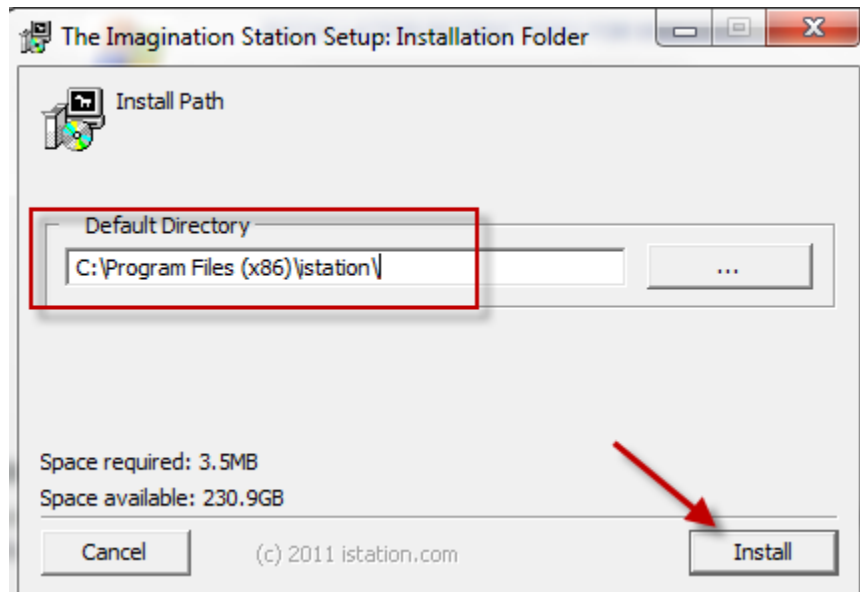 The Imagination Station Setup: Installation Folder
Install Path
Default Directory
C:\Program Files (x86)\istation\
...
Space required: 3.5MB
Space available: 230.9GB
Cancel
(c) 2011 istation.com
Install